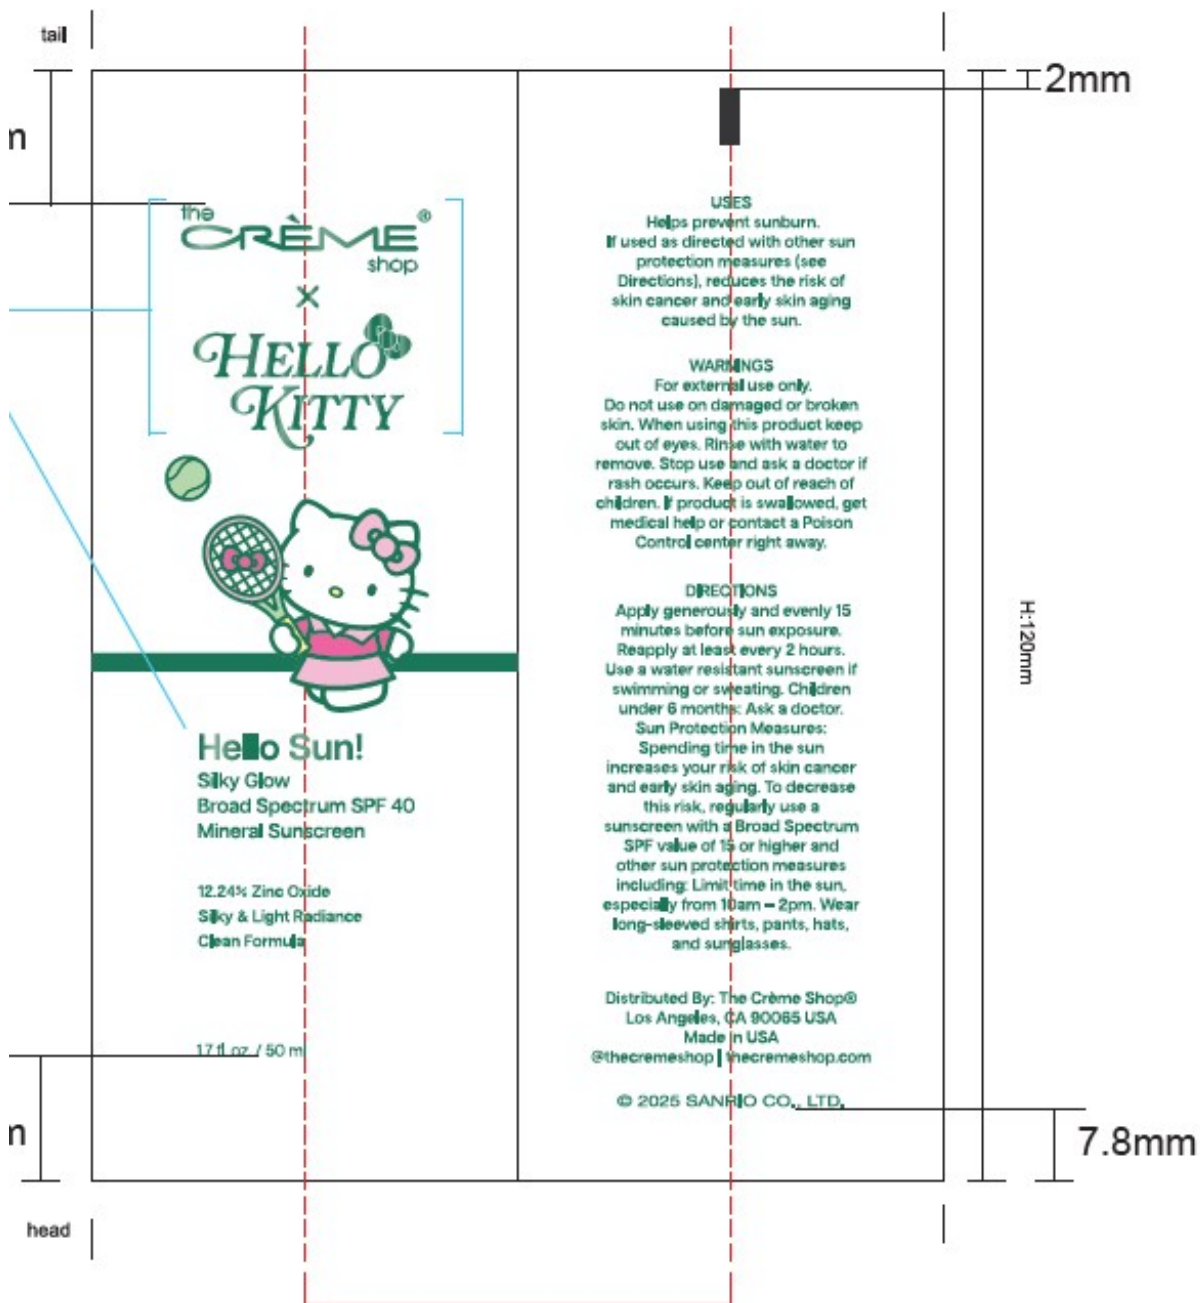 tail
2mm
m
the
CRÈME®
shop
×
HELLO
KITTY
Hello Sun!
Silky Glow
Broad Spectrum SPF 40
Mineral Sunscreen
12.24% Zinc Oxide
Silky & Light Radiance
Clean Formula
1.7 fl oz. / 50 ml
USES
Helps prevent sunburn.
If used as directed with other sun
protection measures (see
Directions), reduces the risk of
skin cancer and early skin aging
caused by the sun.
WARNINGS
For external use only.
Do not use on damaged or broken
skin. When using this product keep
out of eyes. Rinse with water to
remove. Stop use and ask a doctor if
rash occurs. Keep out of reach of
children. If product is swallowed, get
medical help or contact a Poison
Control center right away.
DIRECTIONS
Apply generously and evenly 15
minutes before sun exposure.
Reapply at least every 2 hours.
Use a water resistant sunscreen if
swimming or sweating. Children
under 6 months: Ask a doctor.
Sun Protection Measures:
Spending time in the sun
increases your risk of skin cancer
and early skin aging. To decrease
this risk, regularly use a
sunscreen with a Broad Spectrum
SPF value of 15 or higher and
other sun protection measures
including: Limit time in the sun,
especially from 10am – 2pm. Wear
long-sleeved shirts, pants, hats,
and sunglasses.
Distributed By: The Crème Shop®
Los Angeles, CA 90065 USA
Made in USA
@thecremeshop | thecremeshop.com
© 2025 SANRIO CO., LTD.
H:120mm
m
7.8mm
head